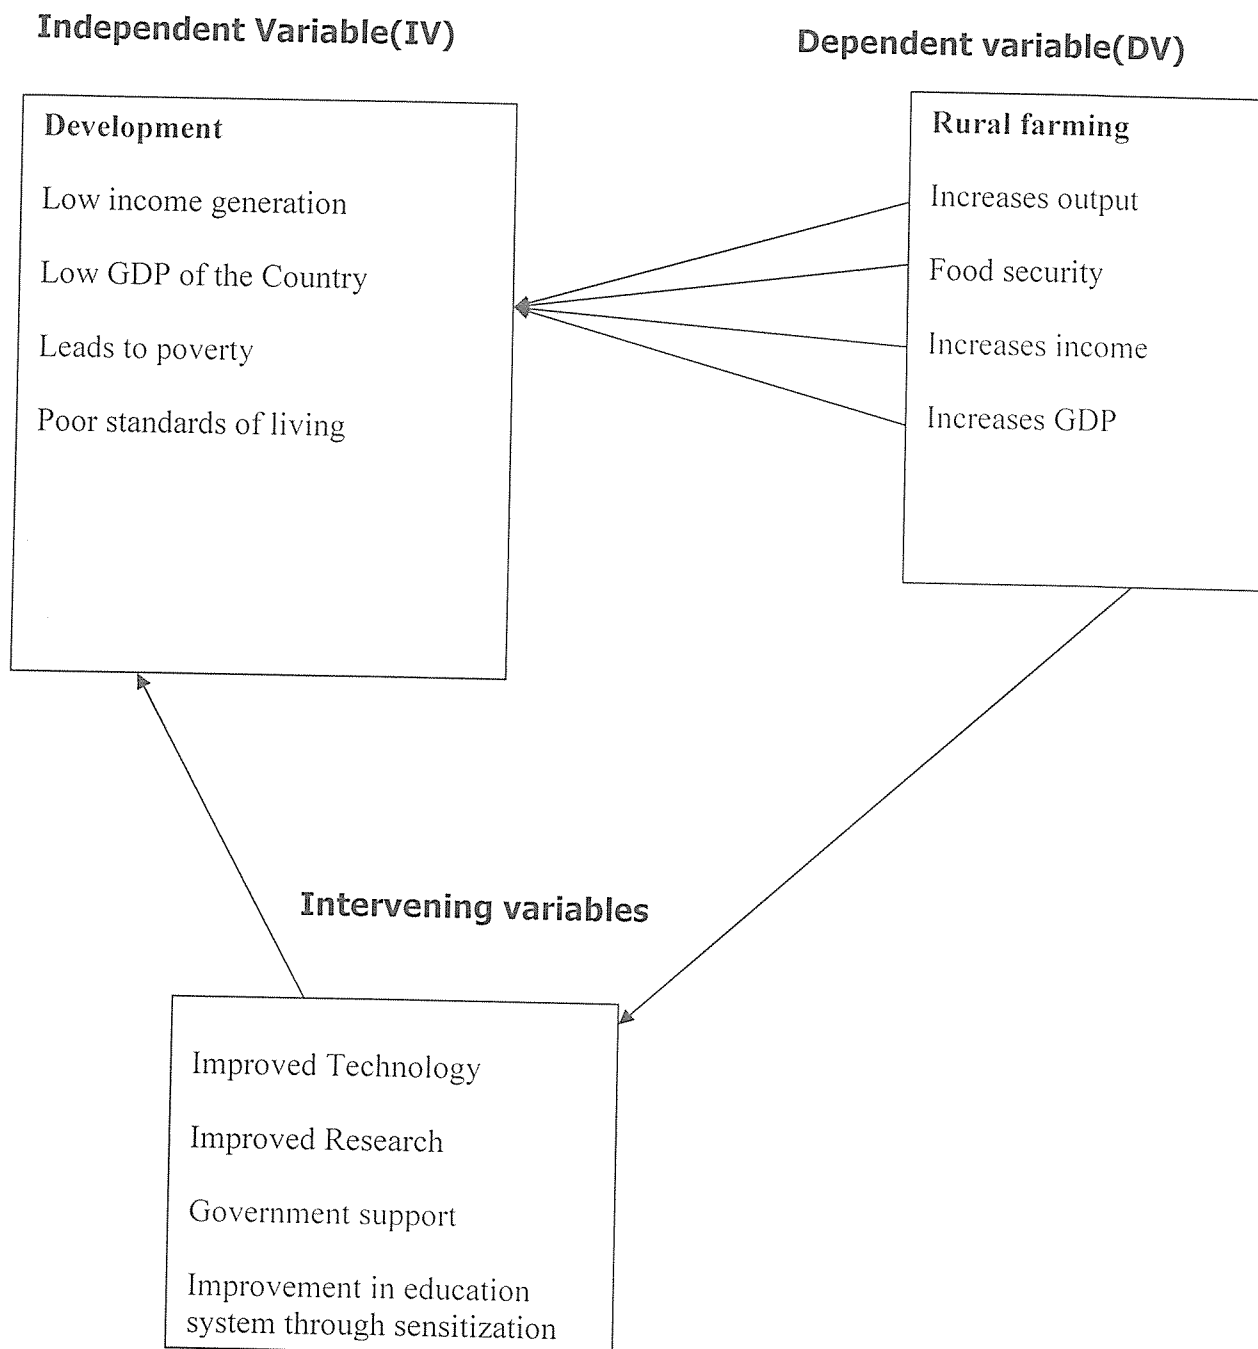 Independent Variable(IV)
Dependent variable(DV)
Development
Low income generation
Low GDP of the Country
Leads to poverty
Poor standards of living
Rural farming
Increases output
Food security
Increases income
Increases GDP
Intervening variables
Improved Technology
Improved Research
Government support
Improvement in education
system through sensitization